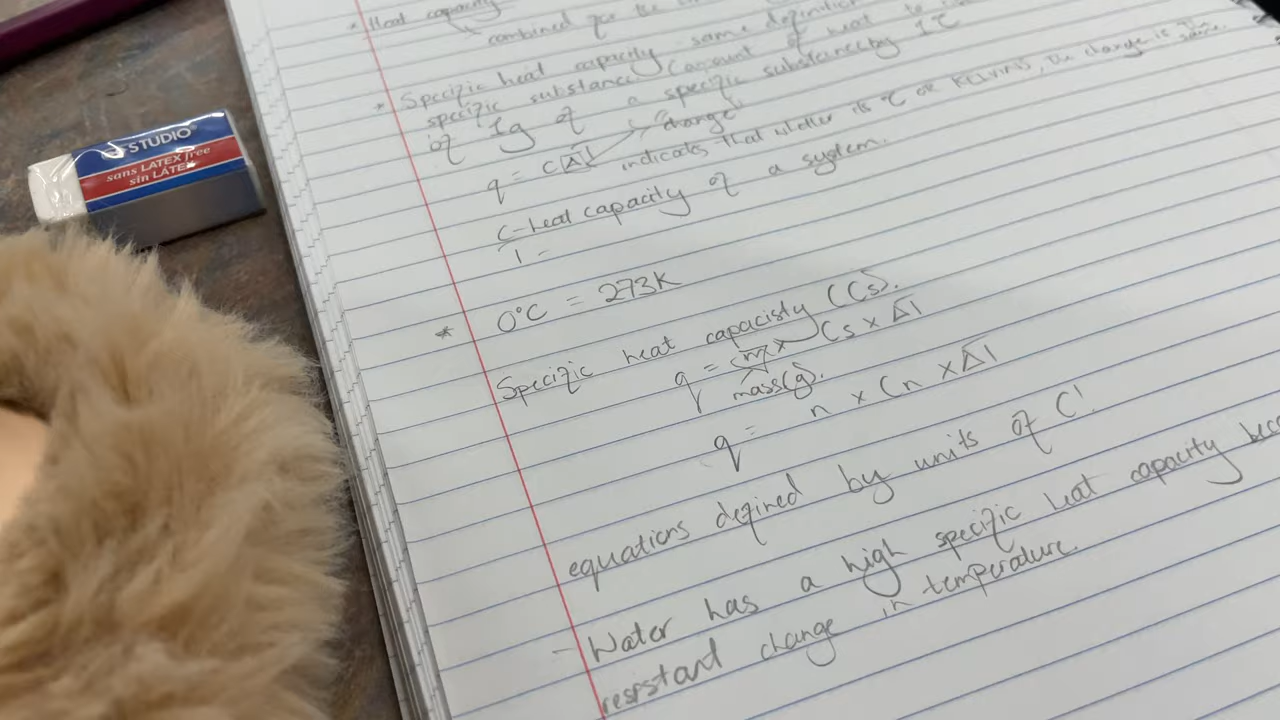 * Heat capacity
combined for the
* Specific heat capacity same definition
specific substance (amount of heat to
of 1g of a specific substance by 1°C
q = CΔT → change
indicates that whether its °C or KELVINS, the change is the same.
C-heat capacity of a system.
T =
* 0°C = 273K
Specific heat capacisty (Cs).
q = m × Cs × ΔT
mass(g).
q = n × Cn × ΔT
equations defined by units of C!
- Water has a high specific heat capacity beca
resistant change in temperature.
STUDIO
sans LATEX free
sin LATEX